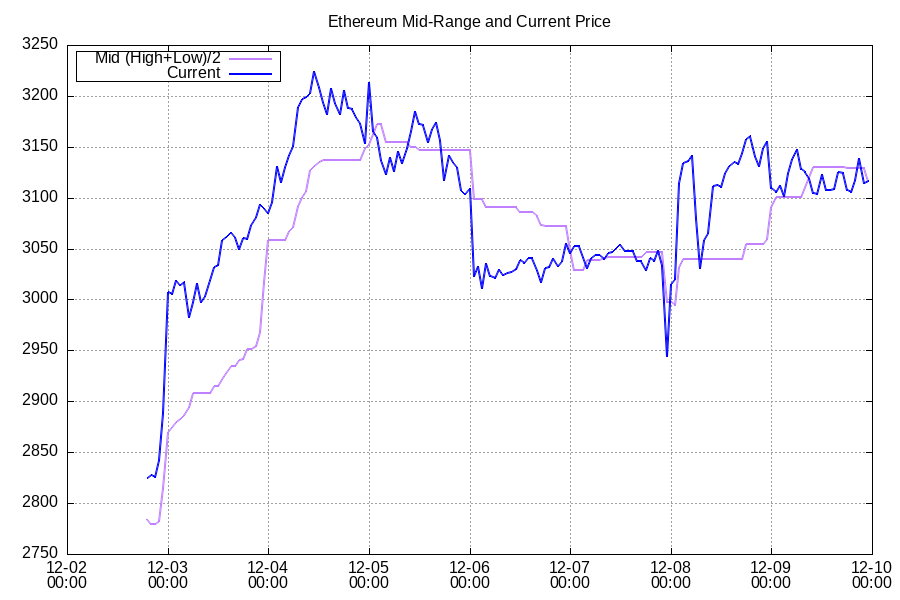 Ethereum Mid-Range and Current Price
Mid (High+Low)/2
Current
3250
3200
3150
3100
3050
3000
2950
2900
2850
2800
2750
12-02 12-03 12-04 12-05 12-06 12-07 12-08 12-09 12-10
00:00 00:00 00:00 00:00 00:00 00:00 00:00 00:00 00:00